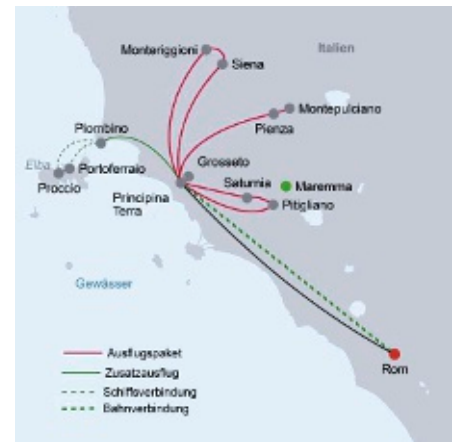 Monteriggioni
Italien
Siena
Montepulciano
Pienza
Piombino
Elba
Portoferraio
Grosseto
Proccio
Saturnia
Maremma
Principina
Terra
Pitigliano
Gewässer
Rom
Ausflugspaket
Zusatzausflug
Schiffsverbindung
Bahnverbindung